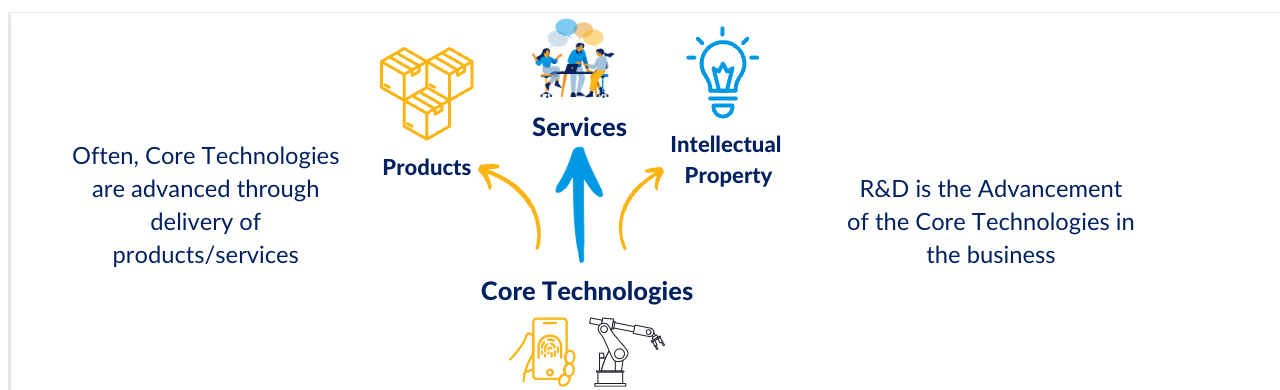 Often, Core Technologies
are advanced through
delivery of
products/services
Products
Services
Intellectual
Property
Core Technologies
R&D is the Advancement
of the Core Technologies in
the business